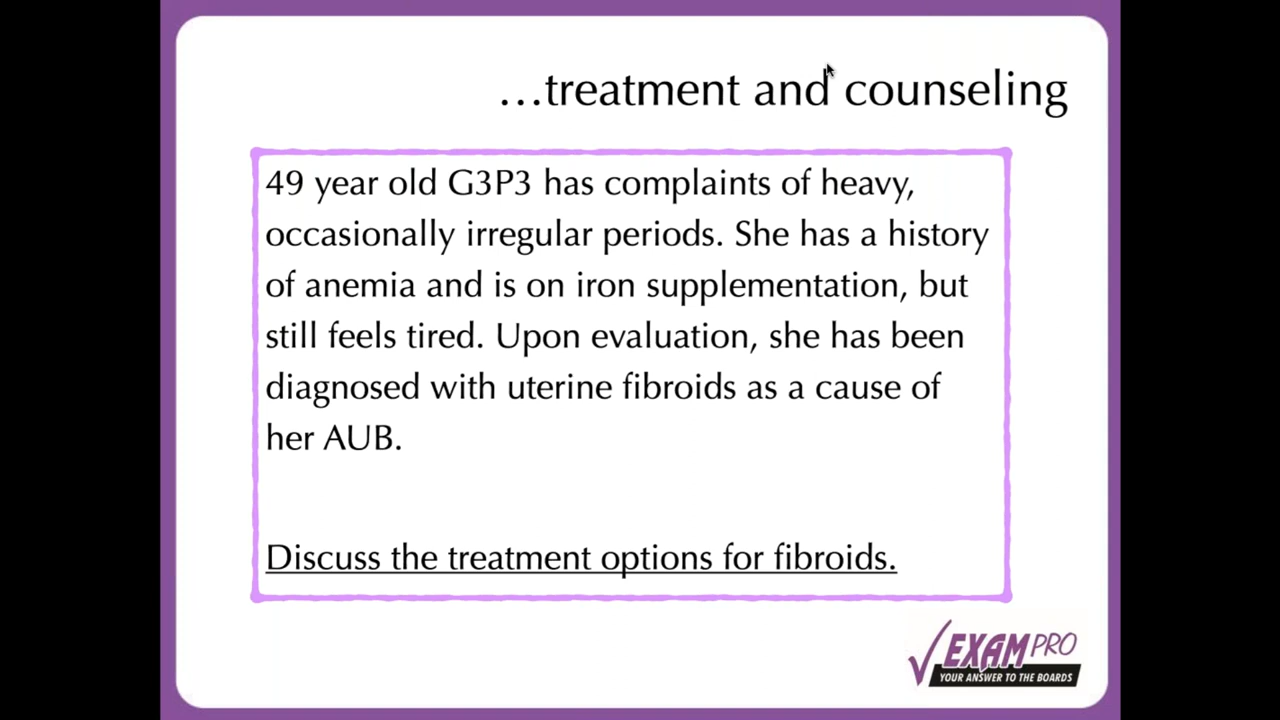 ...treatment and counseling
49 year old G3P3 has complaints of heavy,
occasionally irregular periods. She has a history
of anemia and is on iron supplementation, but
still feels tired. Upon evaluation, she has been
diagnosed with uterine fibroids as a cause of
her AUB.
Discuss the treatment options for fibroids.
EXAM PRO
YOUR ANSWER TO THE BOARDS